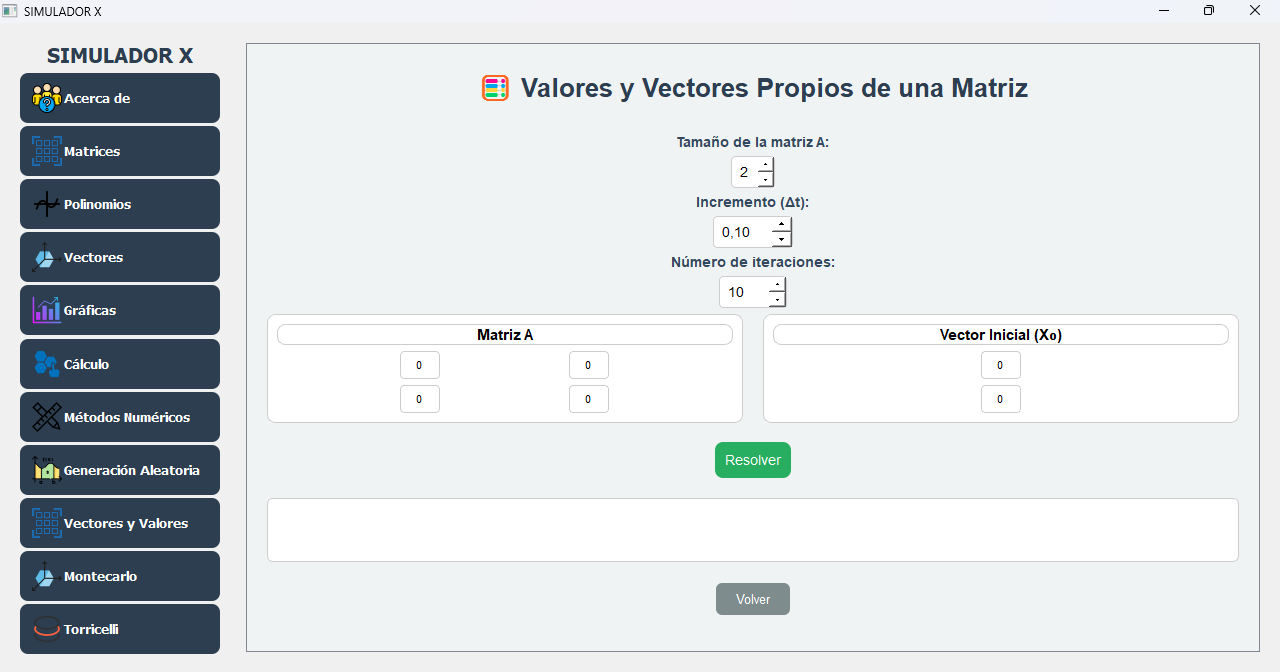 SIMULADOR X
SIMULADOR X
Acerca de
Matrices
Polinomios
Vectores
Gráficas
Cálculo
Métodos Numéricos
Generación Aleatoria
Vectores y Valores
Montecarlo
Torricelli
Valores y Vectores Propios de una Matriz
Tamaño de la matriz A:
2
Incremento (Δt):
0,10
Número de iteraciones:
10
Matriz A
0 0
0 0
Vector Inicial (X₀)
0
0
Resolver
Volver